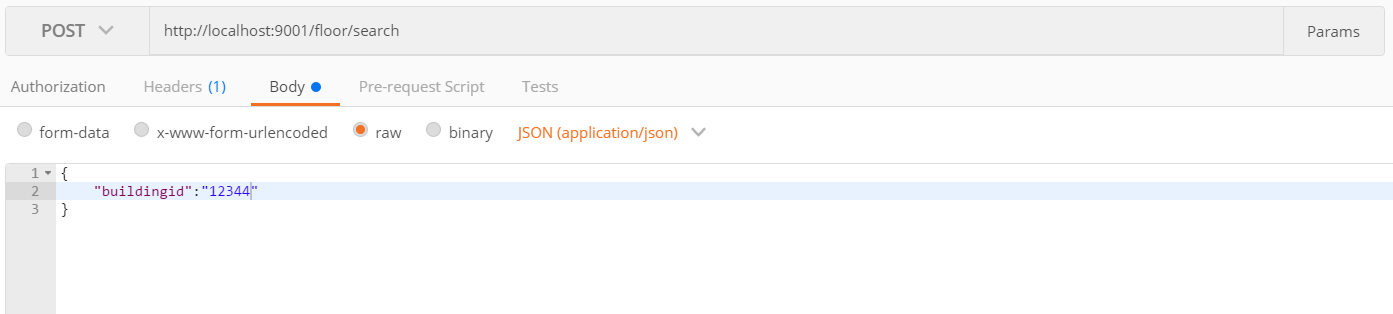 POST http://localhost:9001/floor/search Params
Authorization Headers (1) Body Pre-request Script Tests
form-data x-www-form-urlencoded raw binary JSON (application/json)
1 {
2 "buildingid":"12344"
3 }